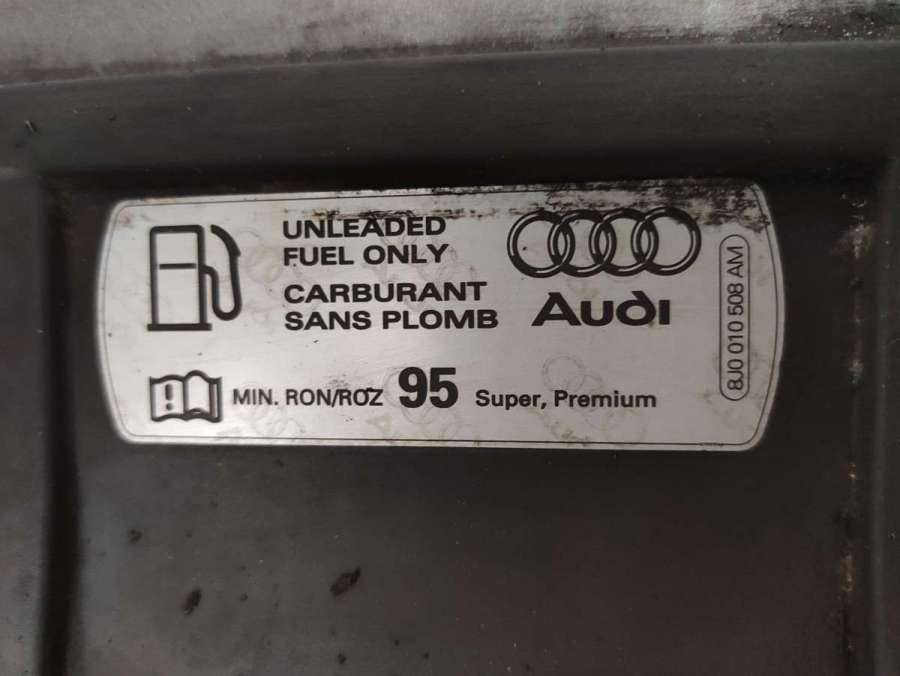 UNLEADED
FUEL ONLY
CARBURANT
SANS PLOMB
Audi
MIN. RON/ROZ 95 Super, Premium
8J0 010 508 AM